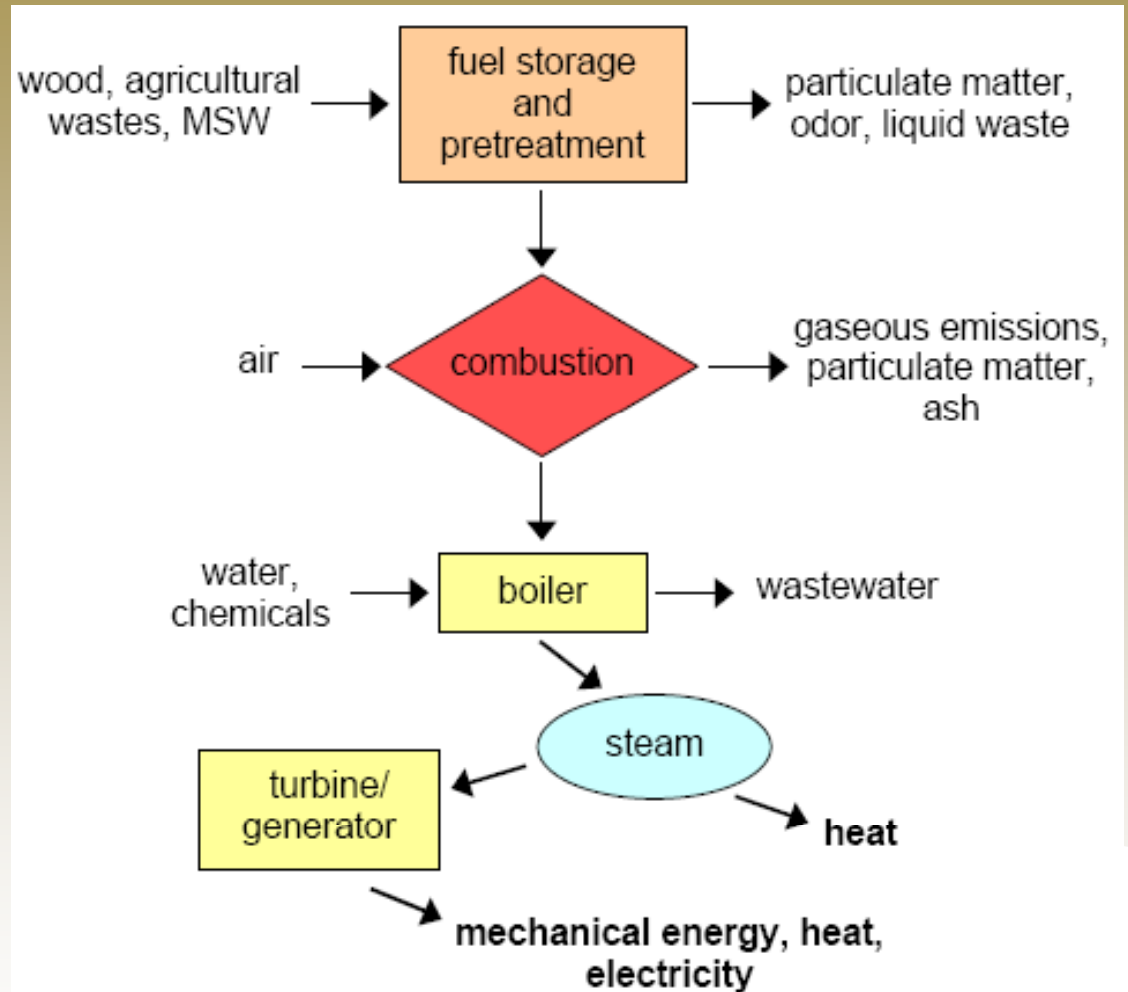 wood, agricultural
wastes, MSW
fuel storage
and
pretreatment
particulate matter,
odor, liquid waste
air
combustion
gaseous emissions,
particulate matter,
ash
water,
chemicals
boiler
wastewater
steam
turbine/
generator
heat
mechanical energy, heat,
electricity